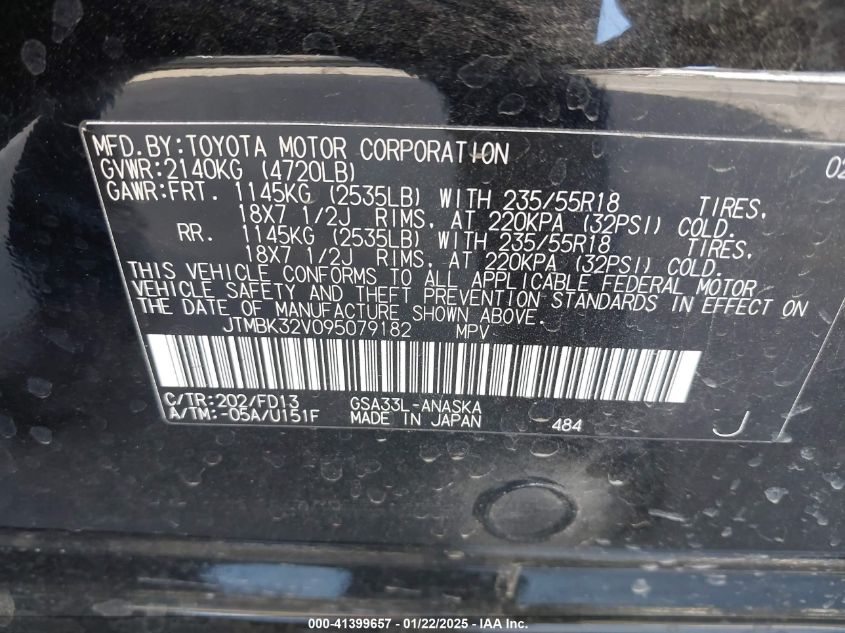 MFD.BY:TOYOTA MOTOR CORPORATION 02
GVWR:2140KG (4720LB)
GAWR:FRT. 1145KG (2535LB) WITH 235/55R18 TIRES,
18X7 1/2J RIMS, AT 220KPA (32PSI) COLD.
RR. 1145KG (2535LB) WITH 235/55R18 TIRES,
18X7 1/2J RIMS, AT 220KPA (32PSI) COLD.
THIS VEHICLE CONFORMS TO ALL APPLICABLE FEDERAL MOTOR
VEHICLE SAFETY AND THEFT PREVENTION STANDARDS IN EFFECT ON
THE DATE OF MANUFACTURE SHOWN ABOVE.
JTMBK32V095079182 MPV
C/TR:202/FD13 GSA33L-ANASKA
A/TM:-05A/U151F MADE IN JAPAN 484 J
000-41399657 - 01/22/2025 - © IAA Inc.